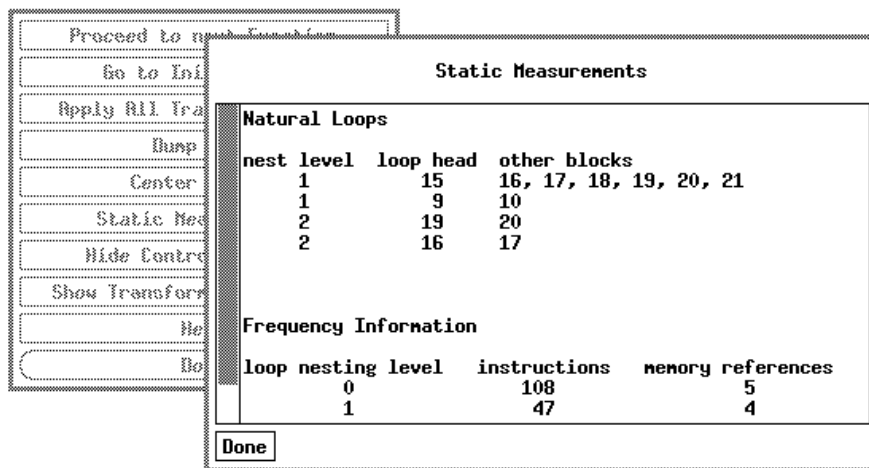 Proceed to next Function
Go to Ini
Apply All Tra
Dump
Center
Static Mea
Hide Contro
Show Transform
He
Do
Static Measurements
Natural Loops
nest level loop head other blocks
1 15 16, 17, 18, 19, 20, 21
1 9 10
2 19 20
2 16 17
Frequency Information
loop nesting level instructions memory references
0 108 5
1 47 4
Done